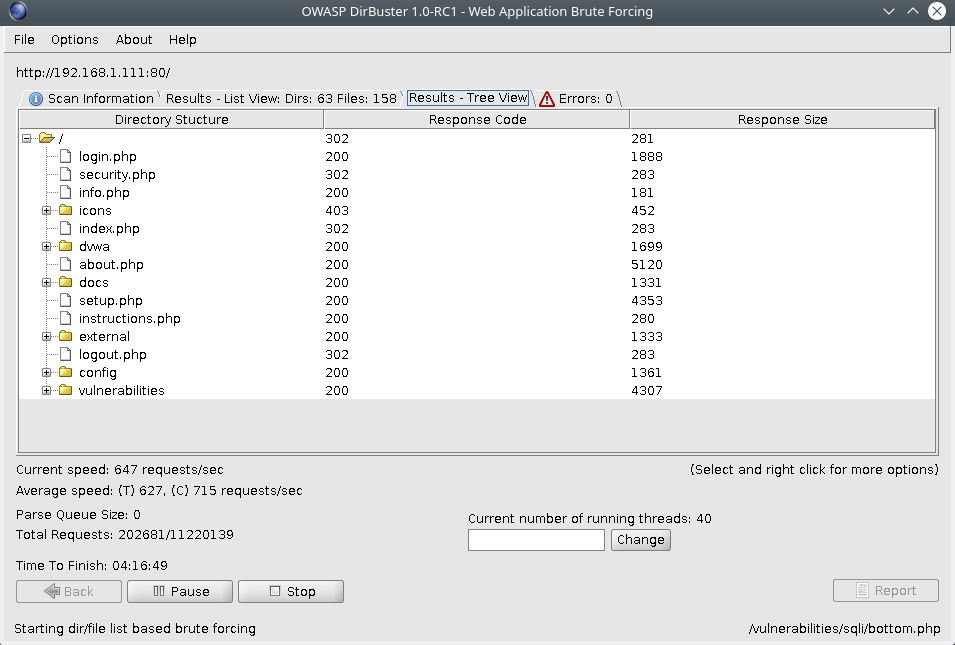 OWASP DirBuster 1.0-RC1 - Web Application Brute Forcing
File Options About Help
http://192.168.1.111:80/
Scan Information Results - List View: Dirs: 63 Files: 158 Results - Tree View Errors: 0
Directory Stucture Response Code Response Size
/ 302 281
login.php 200 1888
security.php 302 283
info.php 200 181
icons 403 452
index.php 302 283
dvwa 200 1699
about.php 200 5120
docs 200 1331
setup.php 200 4353
instructions.php 200 280
external 200 1333
logout.php 302 283
config 200 1361
vulnerabilities 200 4307
Current speed: 647 requests/sec (Select and right click for more options)
Average speed: (T) 627, (C) 715 requests/sec
Parse Queue Size: 0
Current number of running threads: 40
Total Requests: 202681/11220139
Change
Time To Finish: 04:16:49
Back Pause Stop Report
Starting dir/file list based brute forcing /vulnerabilities/sqli/bottom.php